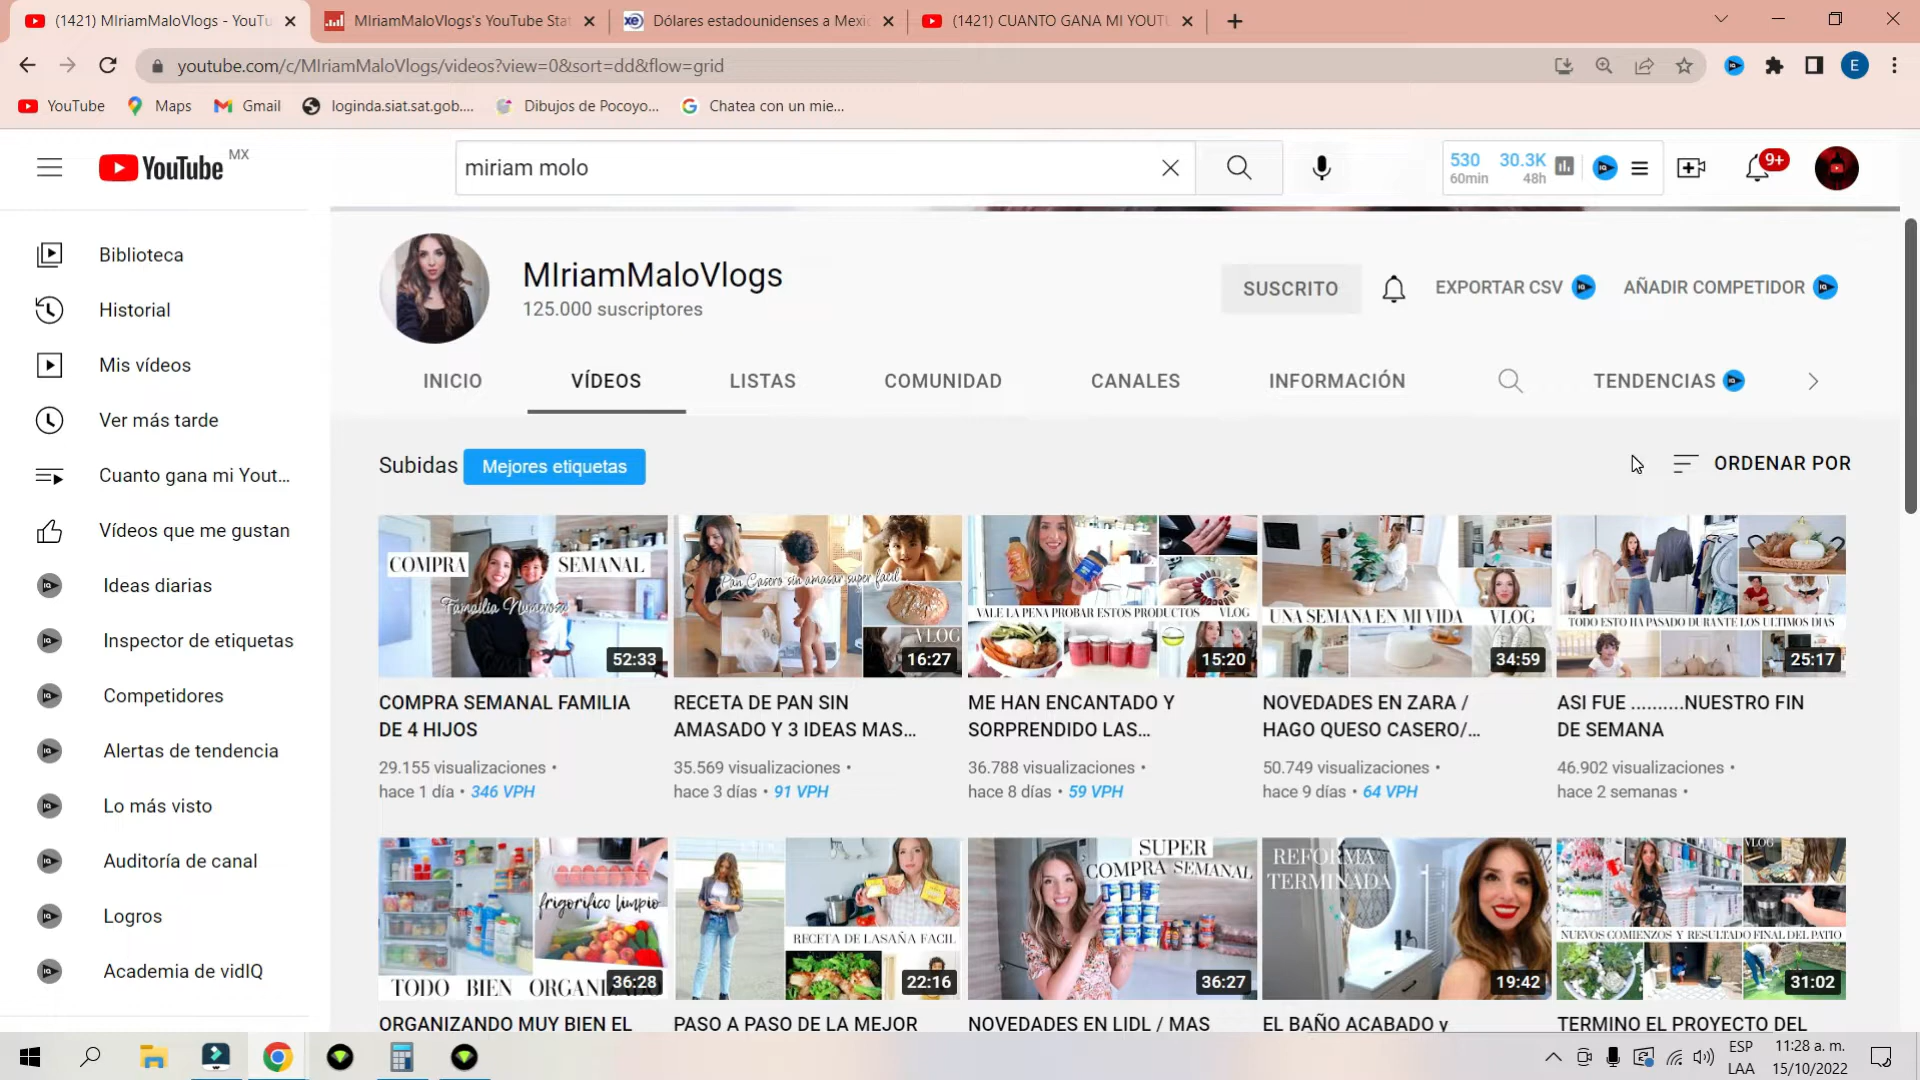 (1421) MIriamMaloVlogs - YouTu
MIriamMaloVlogs's YouTube Stat
Dólares estadounidenses a Mexic
(1421) CUANTO GANA MI YOUTU
youtube.com/c/MIriamMaloVlogs/videos?view=0&sort=dd&flow=grid
E
YouTube
Maps
Gmail
loginda.siat.sat.gob....
Dibujos de Pocoyo...
Chatea con un mie...
YouTube MX
miriam molo
530 60min
30.3K 48h
9+
Biblioteca
Historial
Mis vídeos
Ver más tarde
Cuanto gana mi Yout...
Vídeos que me gustan
Ideas diarias
Inspector de etiquetas
Competidores
Alertas de tendencia
Lo más visto
Auditoría de canal
Logros
Academia de vidIQ
MIriamMaloVlogs
125.000 suscriptores
SUSCRITO
EXPORTAR CSV
AÑADIR COMPETIDOR
INICIO
VÍDEOS
LISTAS
COMUNIDAD
CANALES
INFORMACIÓN
TENDENCIAS
Subidas
Mejores etiquetas
ORDENAR POR
COMPRA SEMANAL
Familia Numerosa
52:33
COMPRA SEMANAL FAMILIA
DE 4 HIJOS
29.155 visualizaciones •
hace 1 día • 346 VPH
Pan Casero sin amasar super facil
VLOG
16:27
RECETA DE PAN SIN
AMASADO Y 3 IDEAS MAS...
35.569 visualizaciones •
hace 3 días • 91 VPH
VALE LA PENA PROBAR ESTOS PRODUCTOS VLOG
15:20
ME HAN ENCANTADO Y
SORPRENDIDO LAS...
36.788 visualizaciones •
hace 8 días • 59 VPH
UNA SEMANA EN MI VIDA VLOG
34:59
NOVEDADES EN ZARA /
HAGO QUESO CASERO/...
50.749 visualizaciones •
hace 9 días • 64 VPH
TODO ESTO HA PASADO DURANTE LOS ULTIMOS DIAS
25:17
ASI FUE ..........NUESTRO FIN
DE SEMANA
46.902 visualizaciones •
hace 2 semanas •
frigorifico limpio
TODO BIEN ORGANIZADO
36:28
ORGANIZANDO MUY BIEN EL
RECETA DE LASAÑA FACIL
22:16
PASO A PASO DE LA MEJOR
SUPER
COMPRA SEMANAL
36:27
NOVEDADES EN LIDL / MAS
REFORMA
TERMINADA
19:42
EL BAÑO ACABADO y
VLOG
NUEVOS COMIENZOS Y RESULTADO FINAL DEL PATIO
31:02
TERMINO EL PROYECTO DEL
ESP
LAA
11:28 a. m.
15/10/2022